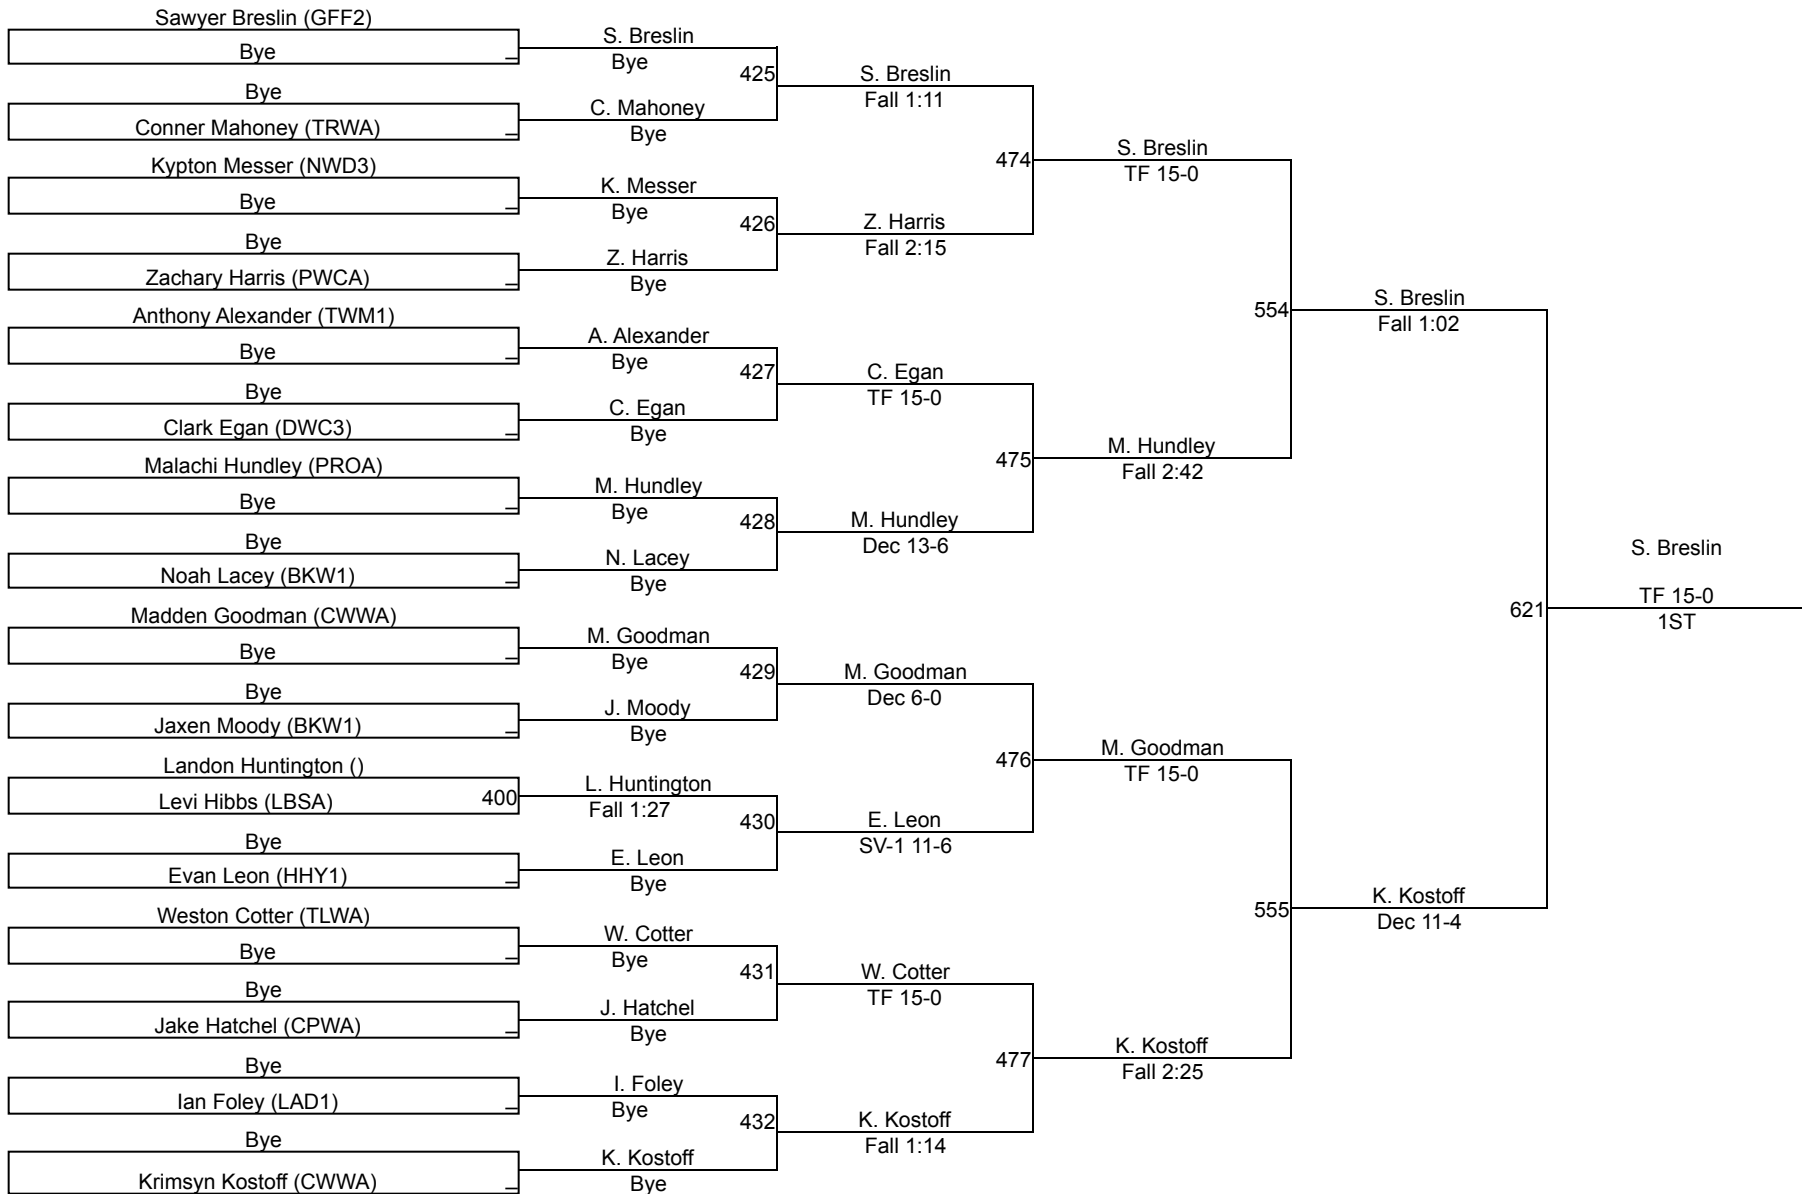 Sawyer Breslin (GFF2)
Bye
Bye
Conner Mahoney (TRWA)
Kypton Messer (NWD3)
Bye
Bye
Zachary Harris (PWCA)
Anthony Alexander (TWM1)
Bye
Bye
Clark Egan (DWC3)
Malachi Hundley (PROA)
Bye
Bye
Noah Lacey (BKW1)
Madden Goodman (CWWA)
Bye
Bye
Jaxen Moody (BKW1)
Landon Huntington ()
Levi Hibbs (LBSA) 400
Bye
Evan Leon (HHY1)
Weston Cotter (TLWA)
Bye
Bye
Jake Hatchel (CPWA)
Bye
Ian Foley (LAD1)
Bye
Krimsyn Kostoff (CWWA)
S. Breslin
Bye
425
C. Mahoney
Bye
K. Messer
Bye
426
Z. Harris
Bye
A. Alexander
Bye
427
C. Egan
Bye
M. Hundley
Bye
428
N. Lacey
Bye
M. Goodman
Bye
429
J. Moody
Bye
L. Huntington
Fall 1:27
430
E. Leon
Bye
W. Cotter
Bye
431
J. Hatchel
Bye
I. Foley
Bye
432
K. Kostoff
Bye
S. Breslin
Fall 1:11
474
Z. Harris
Fall 2:15
C. Egan
TF 15-0
475
M. Hundley
Dec 13-6
M. Goodman
Dec 6-0
476
E. Leon
SV-1 11-6
W. Cotter
TF 15-0
477
K. Kostoff
Fall 1:14
S. Breslin
TF 15-0
554
M. Hundley
Fall 2:42
M. Goodman
TF 15-0
555
K. Kostoff
Fall 2:25
S. Breslin
Fall 1:02
621
K. Kostoff
Dec 11-4
S. Breslin
TF 15-0
1ST